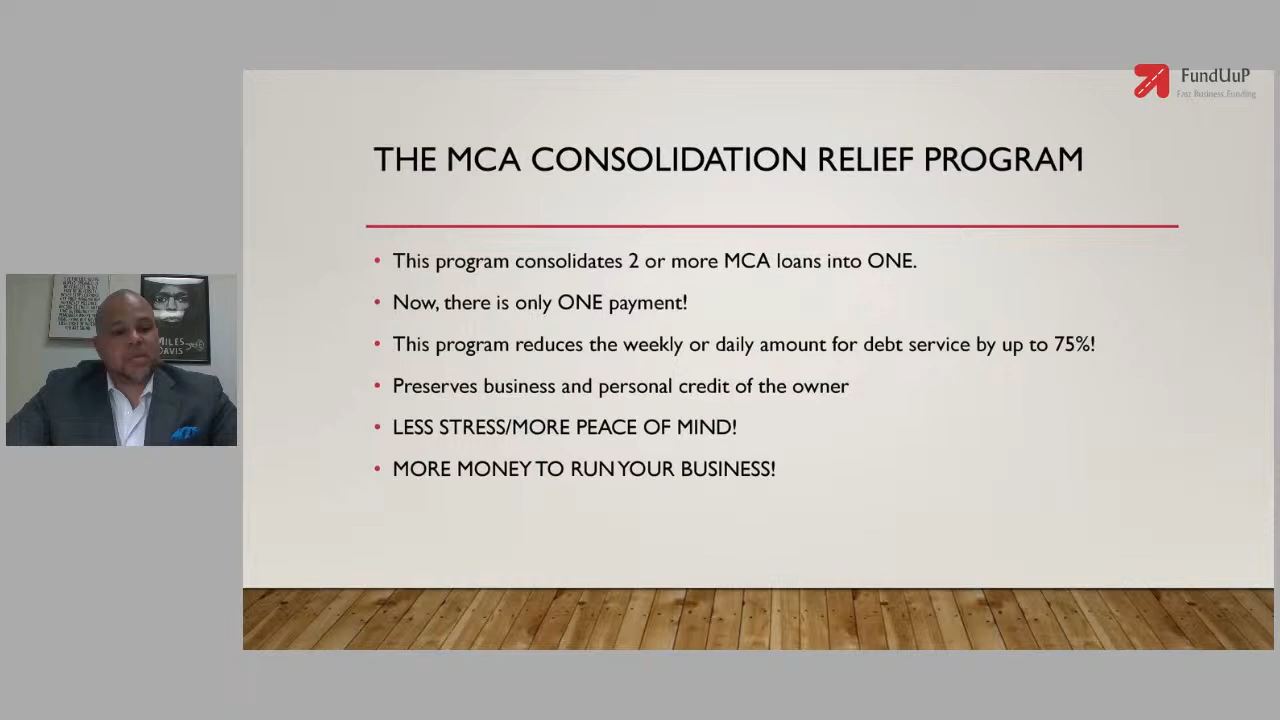 FundUuP
Fast Business Funding
THE MCA CONSOLIDATION RELIEF PROGRAM
• This program consolidates 2 or more MCA loans into ONE.
• Now, there is only ONE payment!
• This program reduces the weekly or daily amount for debt service by up to 75%!
• Preserves business and personal credit of the owner
• LESS STRESS/MORE PEACE OF MIND!
• MORE MONEY TO RUN YOUR BUSINESS!
MILES
DAVIS